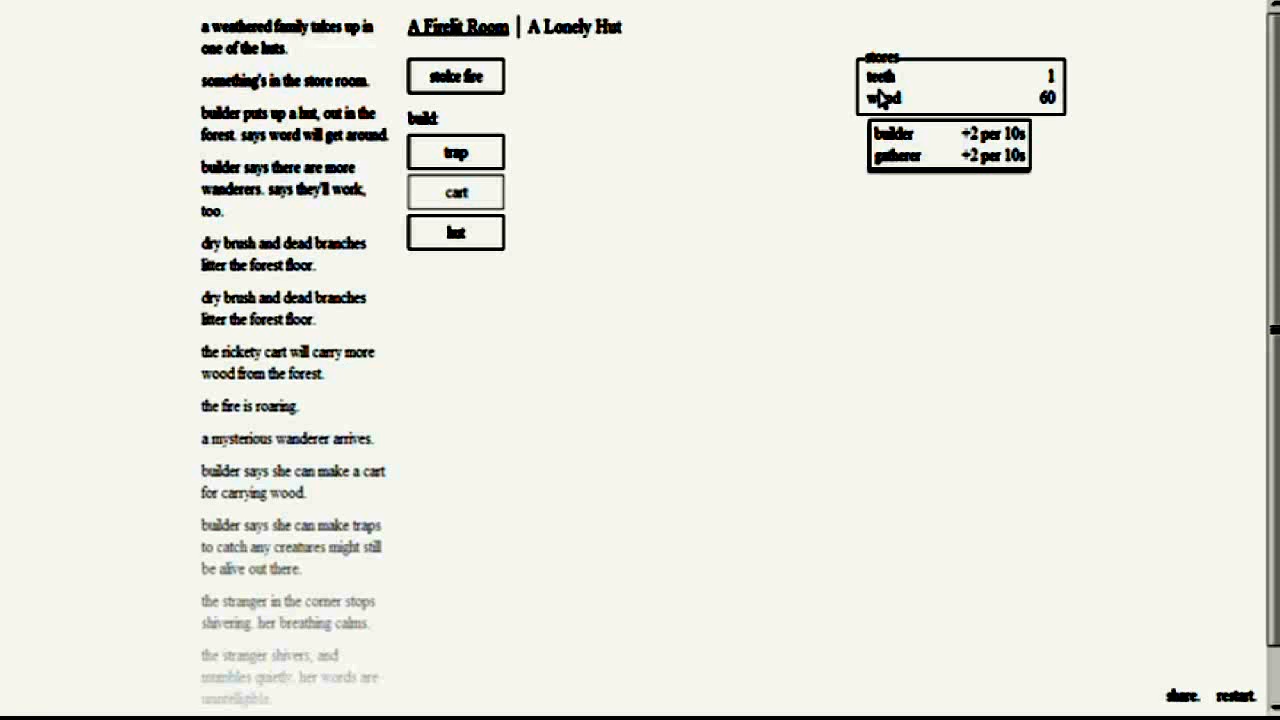 a weathered family takes up in
one of the huts.
something's in the store room.
builder puts up a hut, out in the
forest. says word will get around.
builder says there are more
wanderers. says they'll work,
too.
dry brush and dead branches
litter the forest floor.
dry brush and dead branches
litter the forest floor.
the rickety cart will carry more
wood from the forest.
the fire is roaring.
a mysterious wanderer arrives.
builder says she can make a cart
for carrying wood.
builder says she can make traps
to catch any creatures might still
be alive out there.
the stranger in the corner stops
shivering. her breathing calms.
the stranger shivers, and
mumbles quietly. her words are
unintelligible.
A Firelit Room | A Lonely Hut
stoke fire
build:
trap
cart
hut
stores
teeth 1
wood 60
builder +2 per 10s
gatherer +2 per 10s
share. restart.